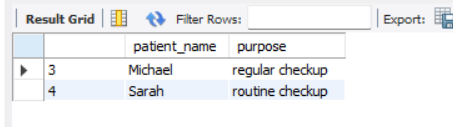 Result Grid Filter Rows: Export:
patient_name purpose
3 Michael regular checkup
4 Sarah routine checkup